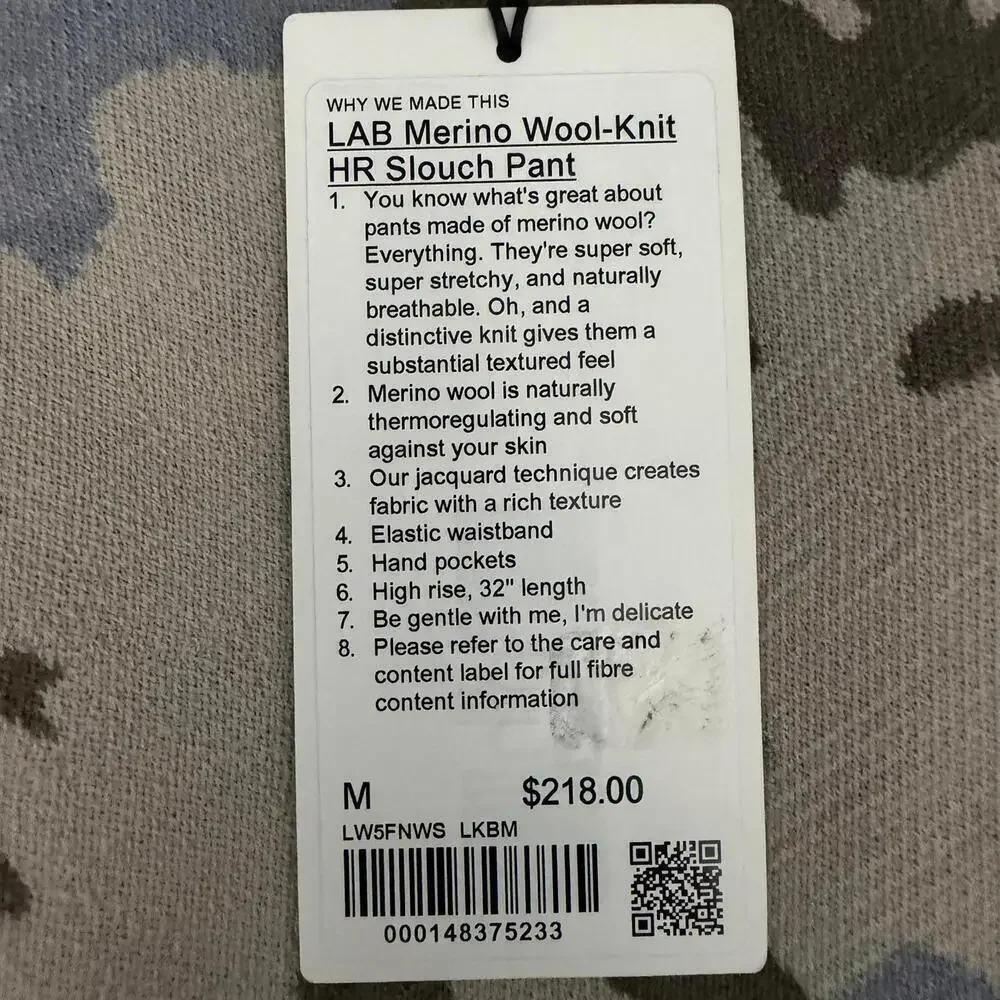 WHY WE MADE THIS
LAB Merino Wool-Knit
HR Slouch Pant
1. You know what's great about
pants made of merino wool?
Everything. They're super soft,
super stretchy, and naturally
breathable. Oh, and a
distinctive knit gives them a
substantial textured feel
2. Merino wool is naturally
thermoregulating and soft
against your skin
3. Our jacquard technique creates
fabric with a rich texture
4. Elastic waistband
5. Hand pockets
6. High rise, 32" length
7. Be gentle with me, I'm delicate
8. Please refer to the care and
content label for full fibre
content information
M $218.00
LW5FNWS LKBM
000148375233